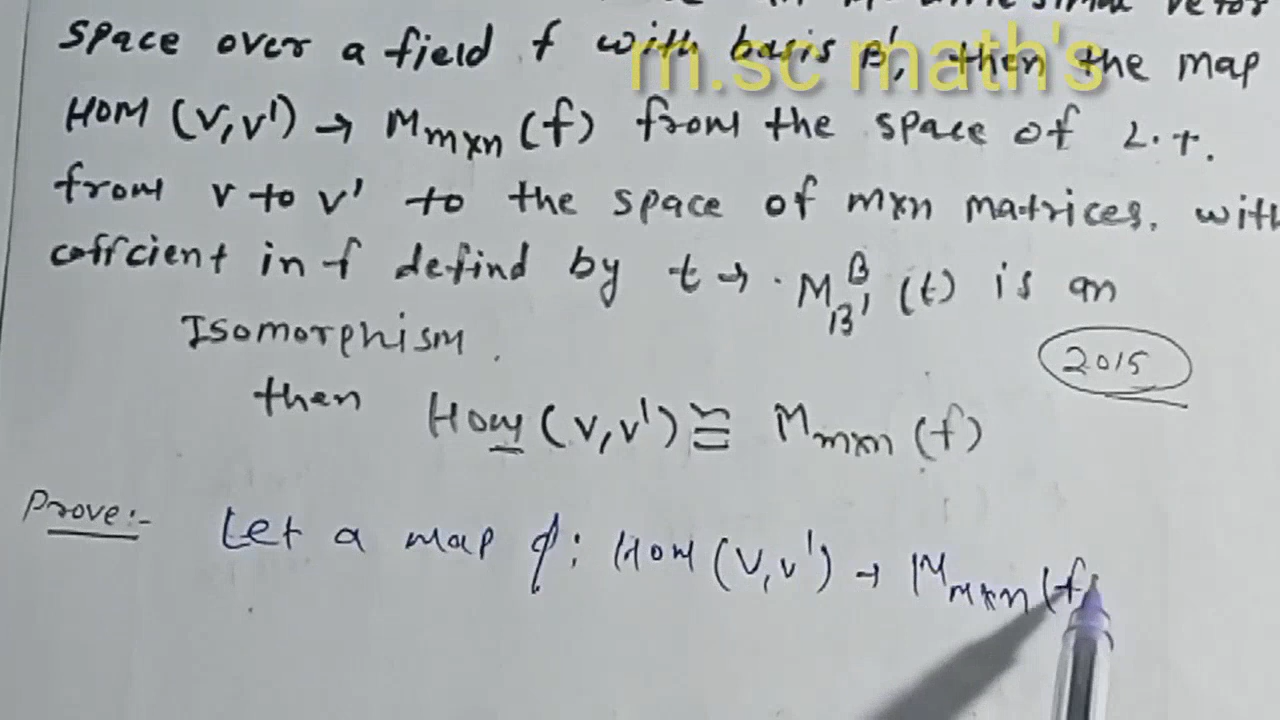 space over a field f with basis B', then the map
m.sc math's
HOM (V,V') → Mmxn (f) from the space of L.T.
from V to V' to the space of mxn matrices. with
coffcient in f defind by t → . M B B' (t) is an
Isomorphism.
2015
then Hom (V,V') ≅ Mmxn (f)
Prove:-
Let a map φ: HOM (V,V') → Mmxn (f)